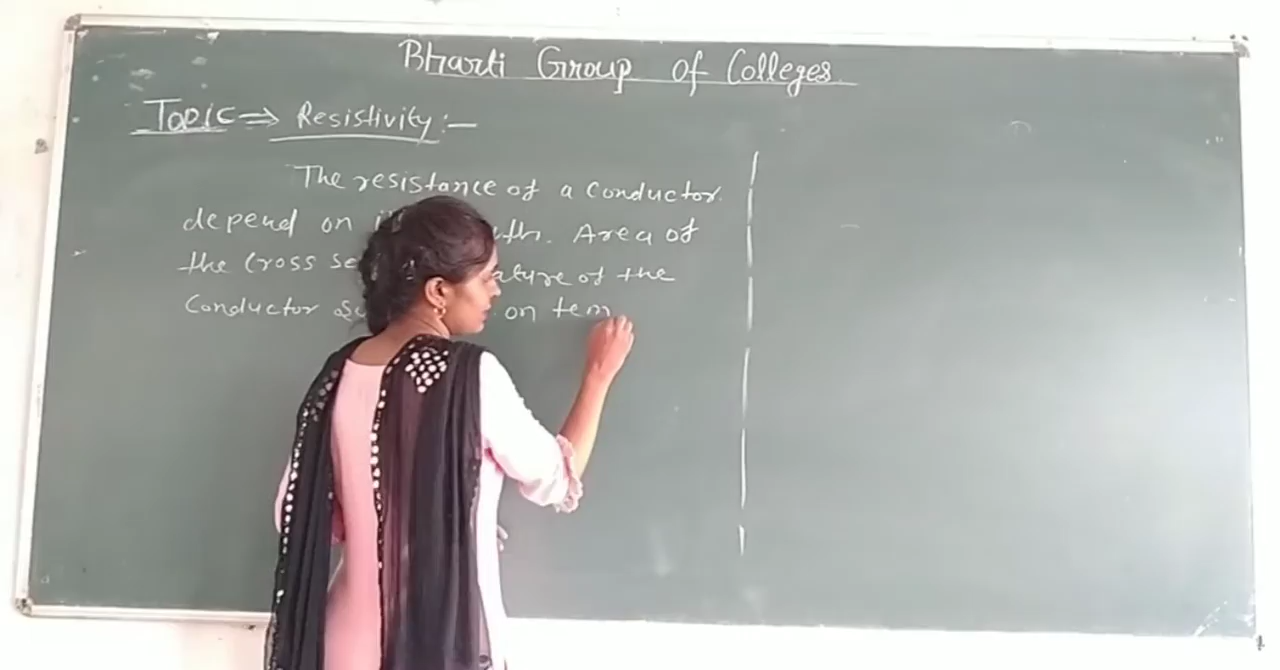 Bharti Group of Colleges
Topic ⇒ Resistivity :-
The resistance of a conductor
depend on Area of
the Cross of the
Conductor on tem